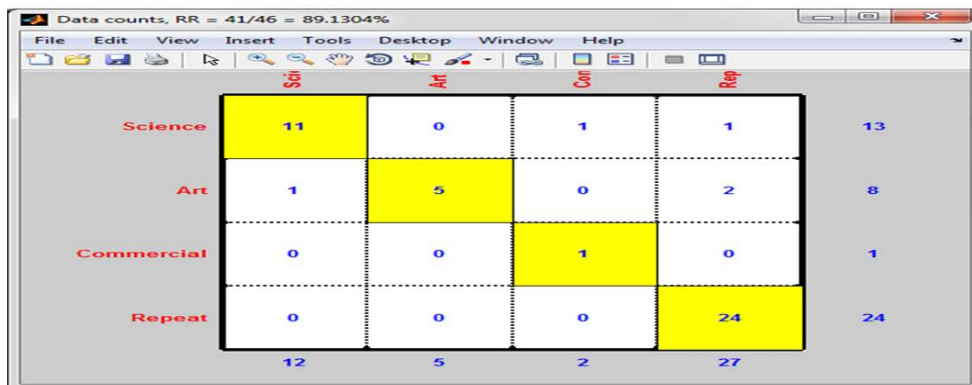 Data counts, RR = 41/46 = 89.1304%
File Edit View Insert Tools Desktop Window Help
Sci Art Com Rep
Science 11 0 1 1 13
Art 1 5 0 2 8
Commercial 0 0 1 0 1
Repeat 0 0 0 24 24
12 5 2 27